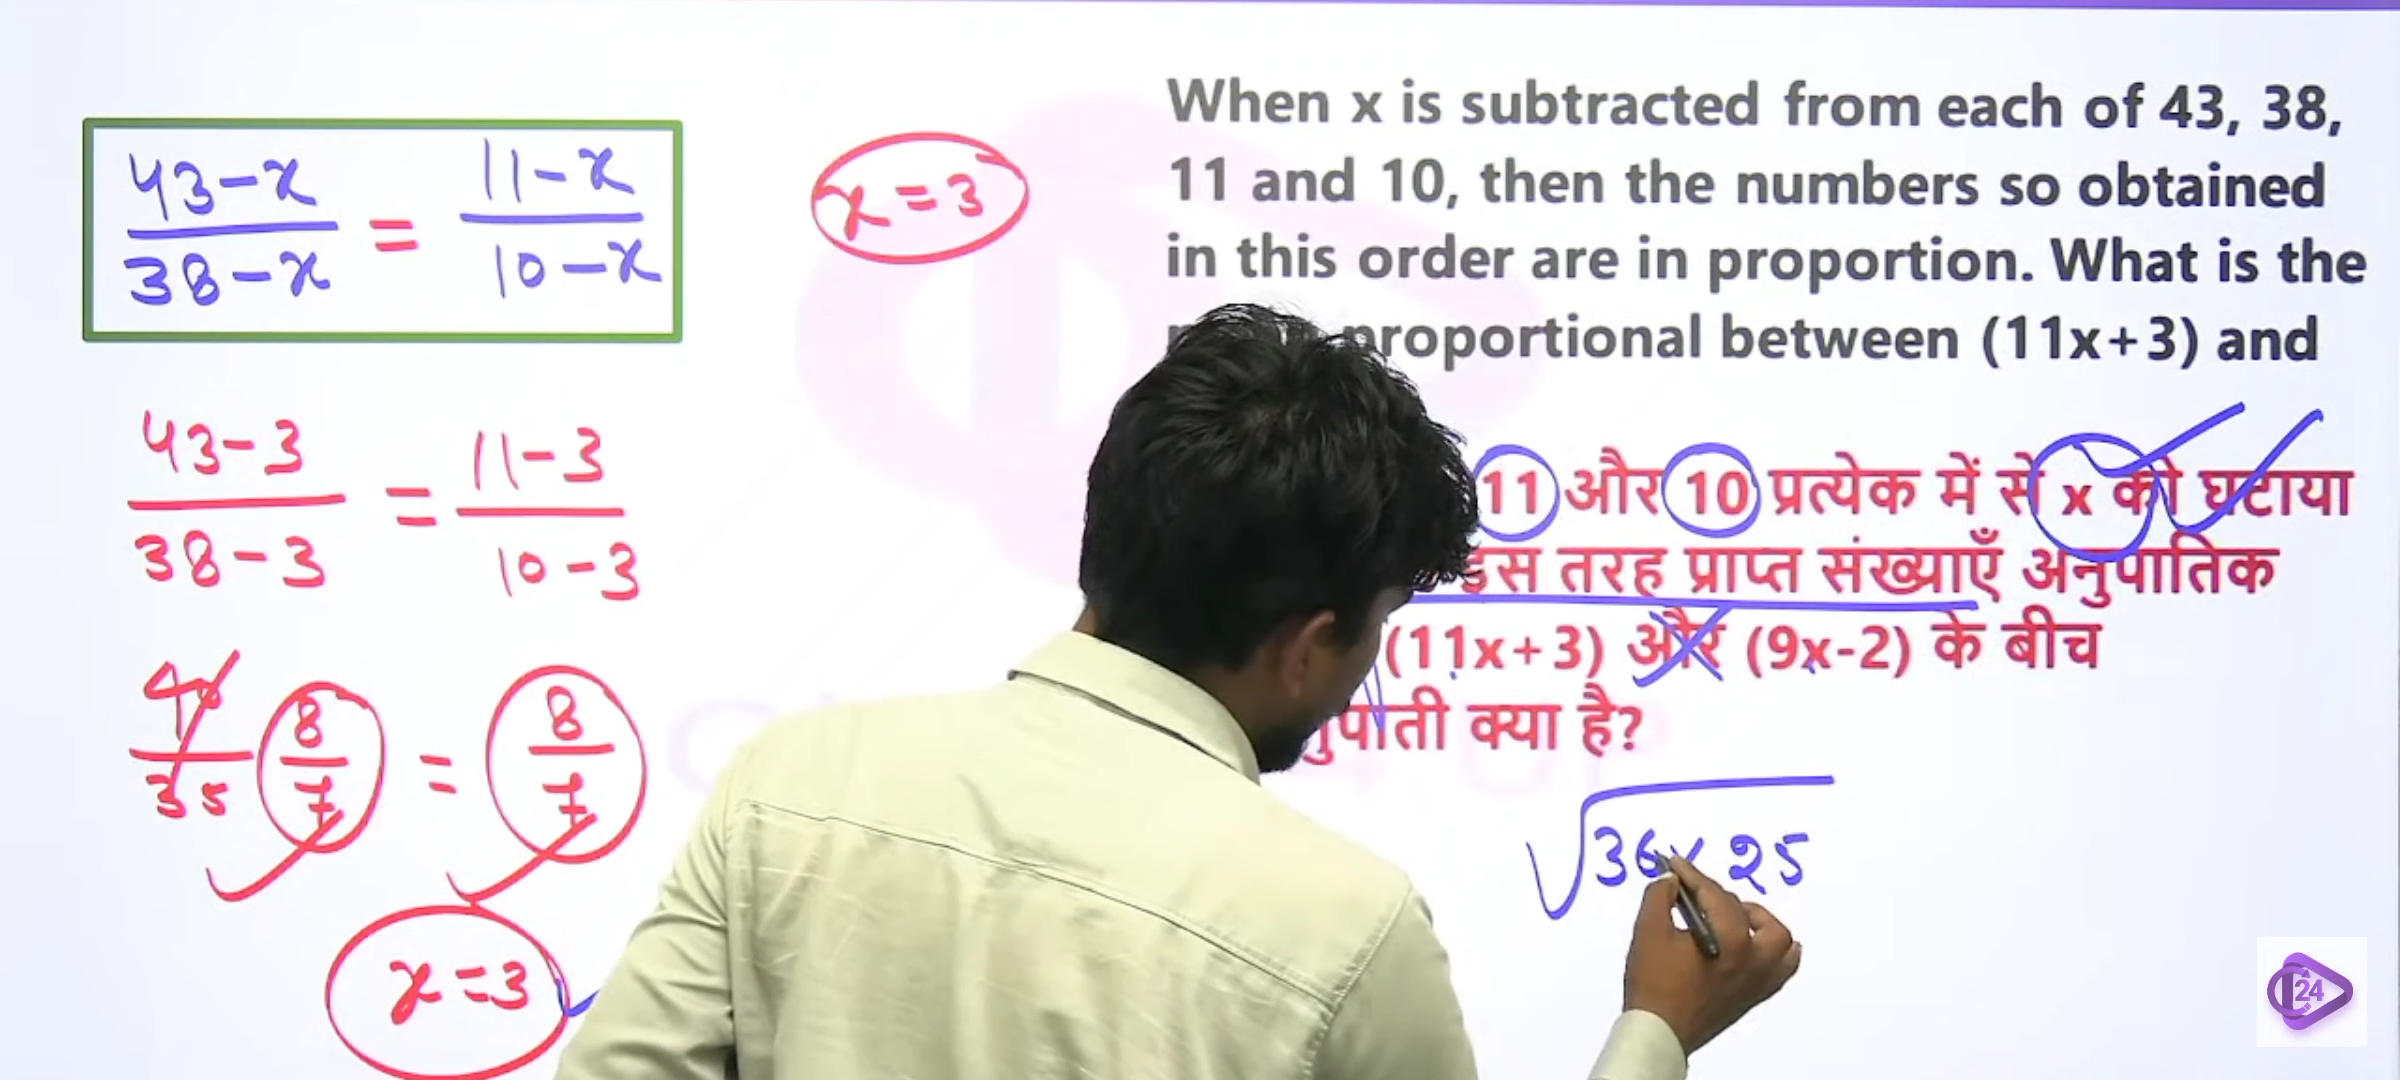 When x is subtracted from each of 43, 38,
11 and 10, then the numbers so obtained
in this order are in proportion. What is the
proportional between (11x+3) and
11 और 10 प्रत्येक में से x को घटाया
इस तरह प्राप्त संख्याएँ अनुपातिक
(11x+3) और (9x-2) के बीच
क्या है?
√36×25
43-x / 38-x = 11-x / 10-x
x=3
43-3 / 38-3 = 11-3 / 10-3
40 / 35 8 / 7 = 8 / 7
x=3
24